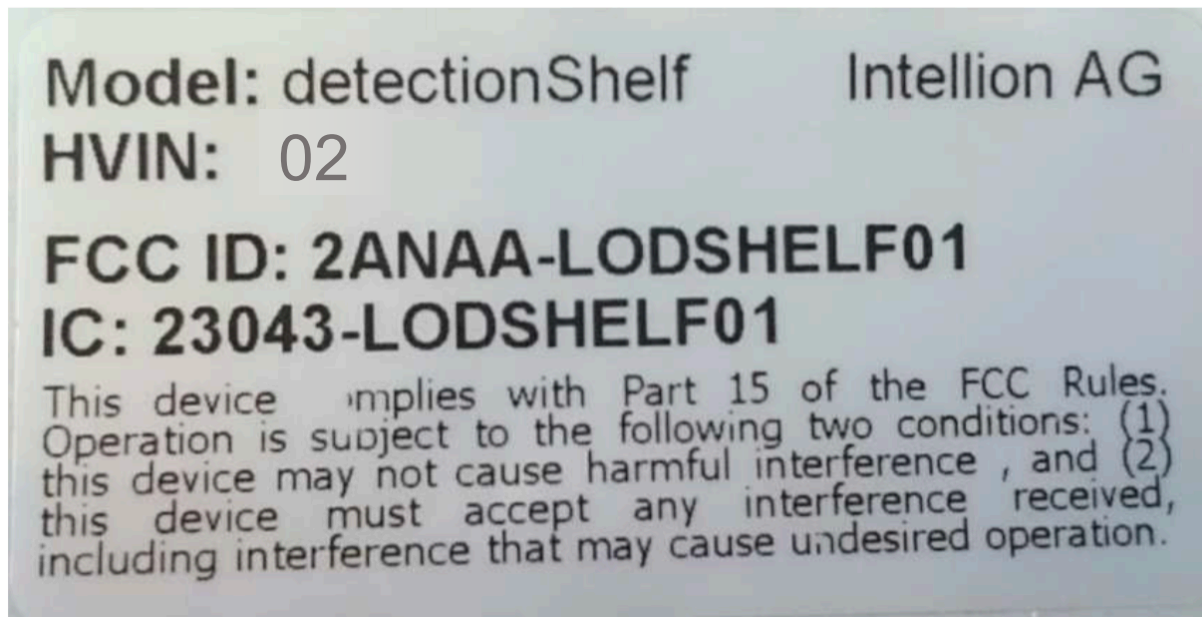 Model: detectionShelf Intellion AG
HVIN: 02
FCC ID: 2ANAA-LODSHELF01
IC: 23043-LODSHELF01
This device mplies with Part 15 of the FCC Rules.
Operation is subject to the following two conditions: (1)
this device may not cause harmful interference , and (2)
this device must accept any interference received,
including interference that may cause undesired operation.